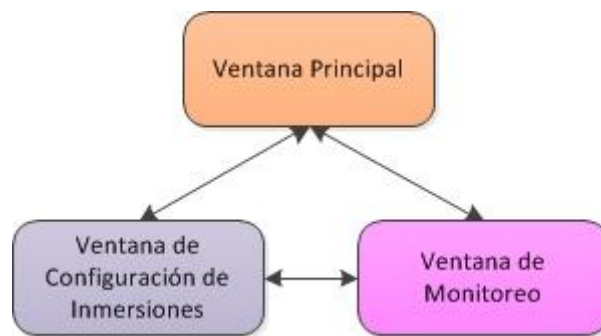 Ventana Principal
Ventana de
Configuración de
Inmersiones
Ventana de
Monitoreo